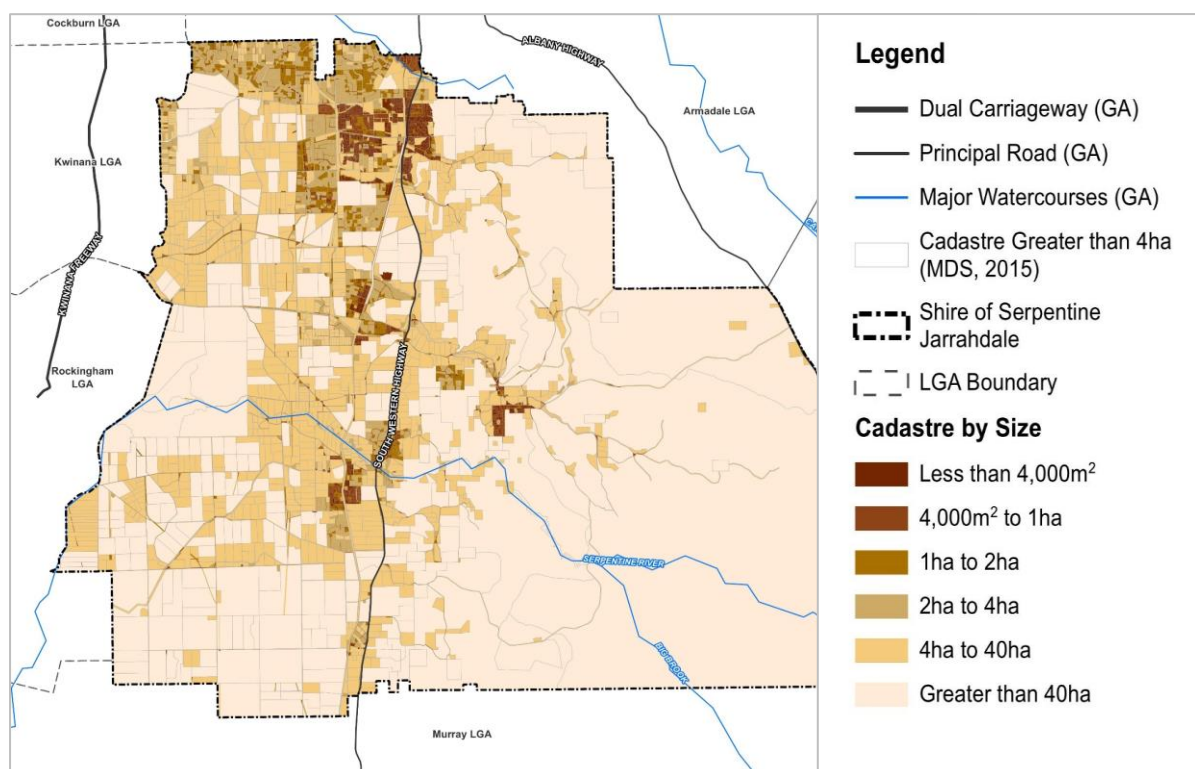 Cockburn LGA
ALBANY HIGHWAY
Armadale LGA
Kwinana LGA
KWINANA FREEWAY
Rockingham
LGA
SOUTH WESTERN HIGHWAY
SERPENTINE RIVER
BIG BROOK
Murray LGA
Legend
Dual Carriageway (GA)
Principal Road (GA)
Major Watercourses (GA)
Cadastre Greater than 4ha
(MDS, 2015)
Shire of Serpentine
Jarrahdale
LGA Boundary
Cadastre by Size
Less than 4,000m²
4,000m² to 1ha
1ha to 2ha
2ha to 4ha
4ha to 40ha
Greater than 40ha